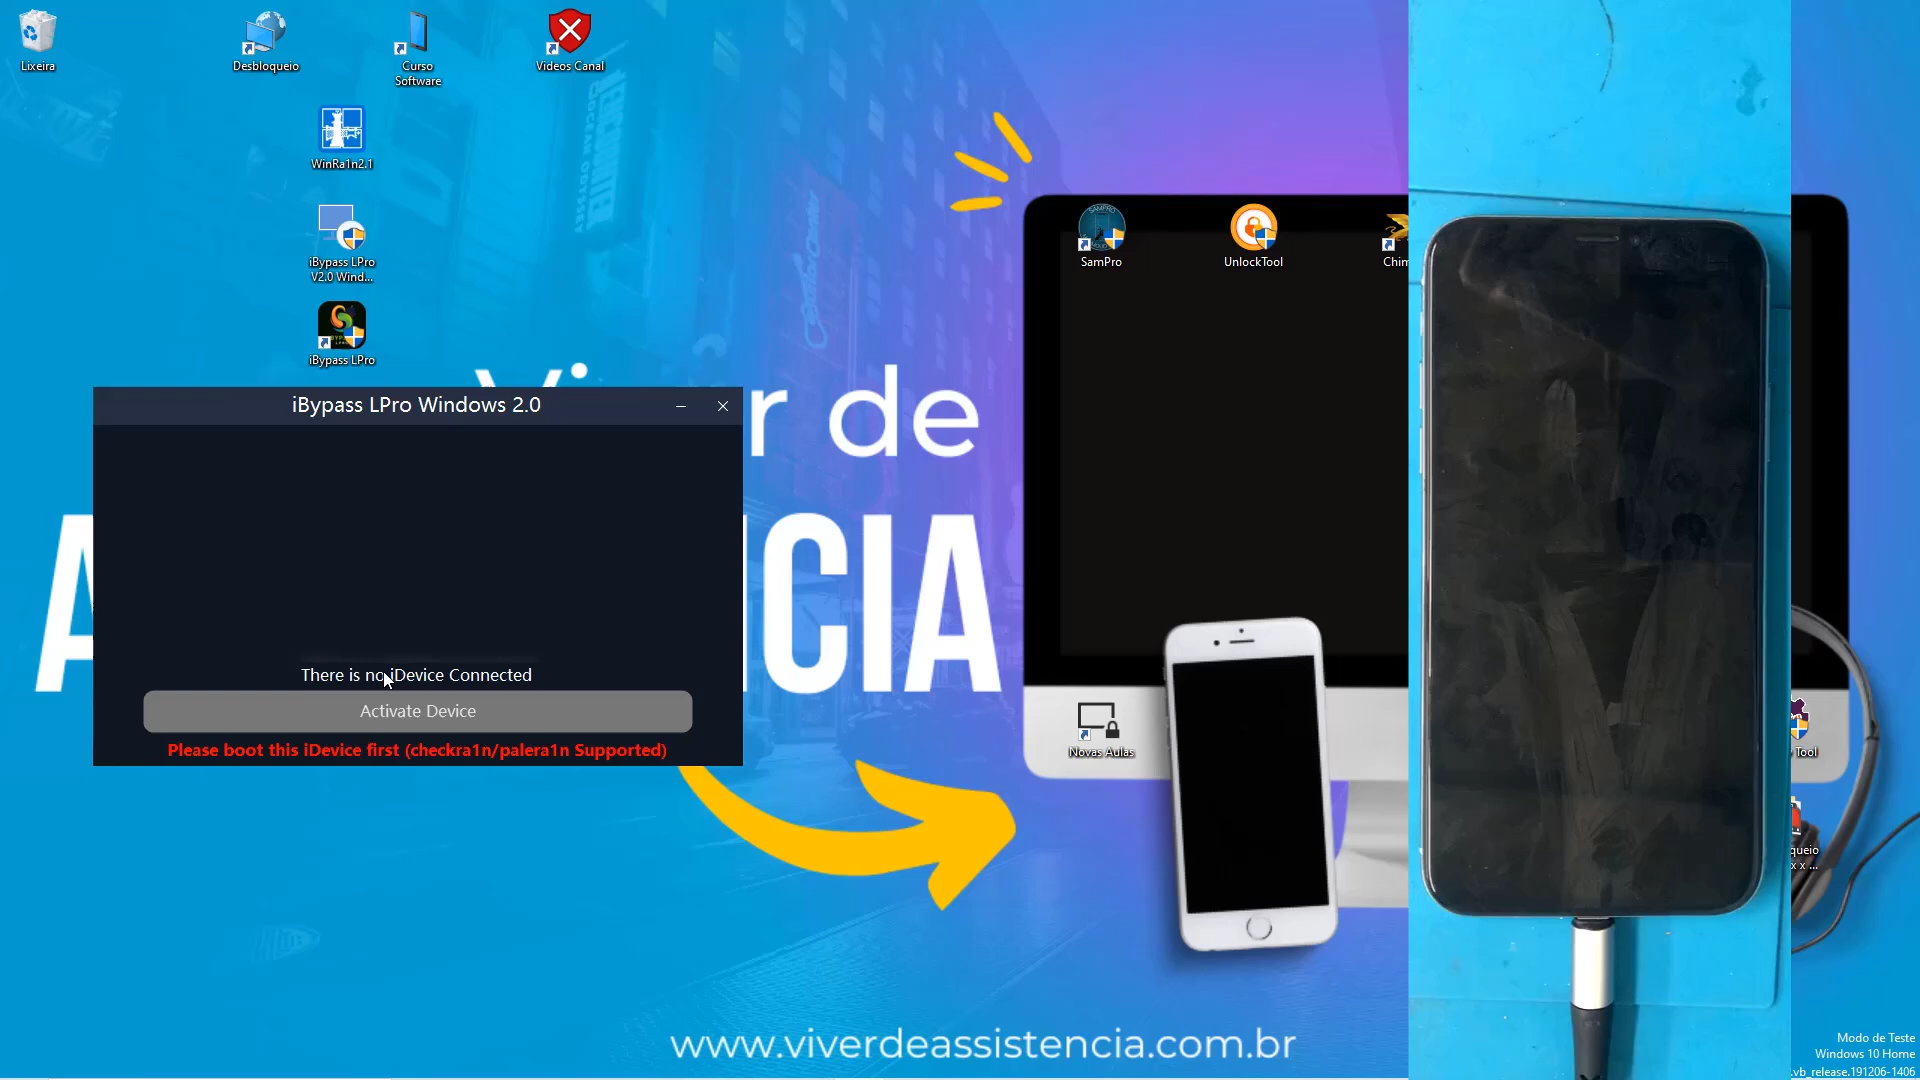 Lixeira
Desbloqueio
Curso
Software
Videos Canal
WinRa1n2.1
iBypass LPro
V2.0 Wind...
iBypass LPro
SamPro
UnlockTool
Chim
r de
CIA
iBypass LPro Windows 2.0
There is no iDevice Connected
Activate Device
Please boot this iDevice first (checkra1n/palera1n Supported)
Novas Aulas
Tool
queio
x x ...
www.viverdeassistencia.com.br
Modo de Teste
Windows 10 Home
.vb_release.191206-1406